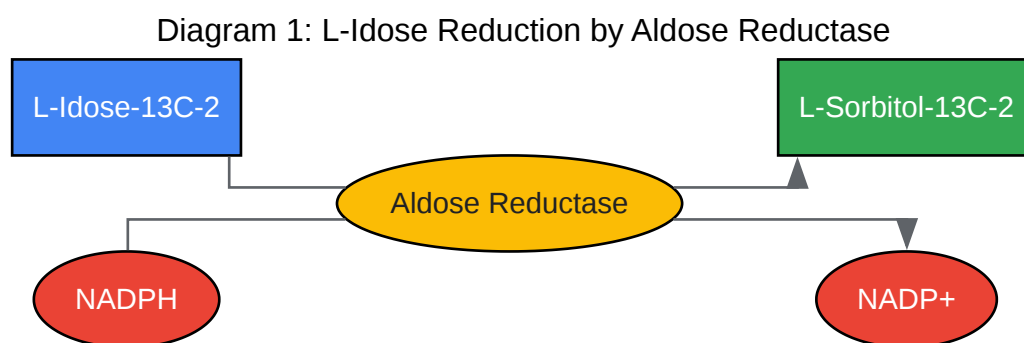 Diagram 1: L-Idose Reduction by Aldose Reductase
L-Idose-13C-2
L-Sorbitol-13C-2
Aldose Reductase
NADPH
NADP+